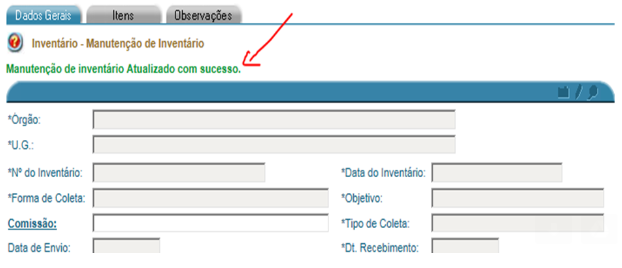 Dados Gerais Itens Observações
Inventário - Manutenção de Inventário
Manutenção de inventário Atualizado com sucesso.
*Órgão:
*U.G.:
*Nº do Inventário: *Data do Inventário:
*Forma de Coleta: *Objetivo:
Comissão: *Tipo de Coleta:
Data de Envio: *Dt. Recebimento: